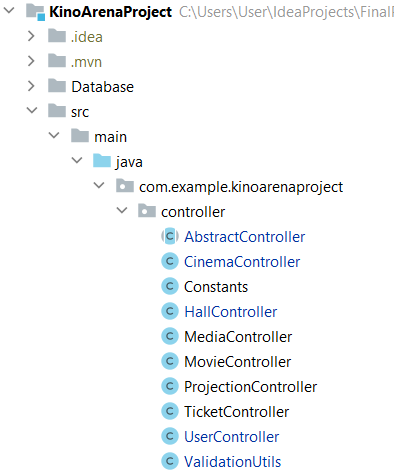 KinoArenaProject C:\Users\User\IdeaProjects\Final
.idea
.mvn
Database
src
main
java
com.example.kinoarenaproject
controller
AbstractController
CinemaController
Constants
HallController
MediaController
MovieController
ProjectionController
TicketController
UserController
ValidationUtils